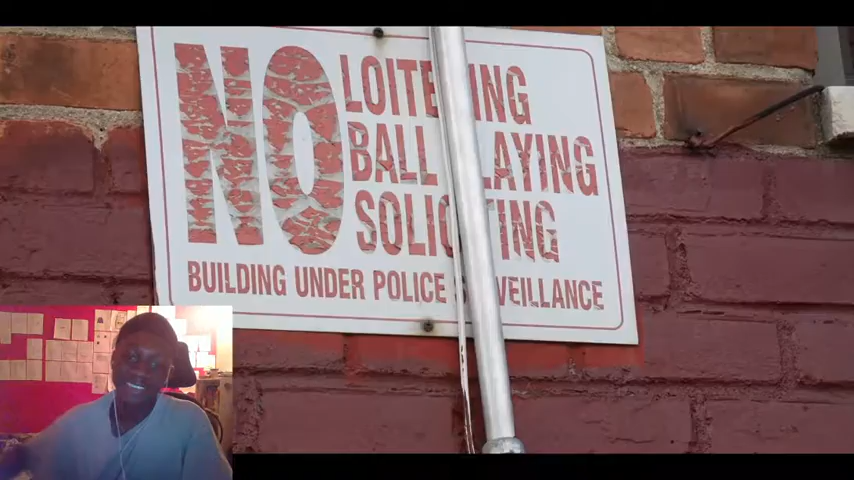 NO LOITERING
BALL PLAYING
SOLICITING
BUILDING UNDER POLICE SURVEILLANCE